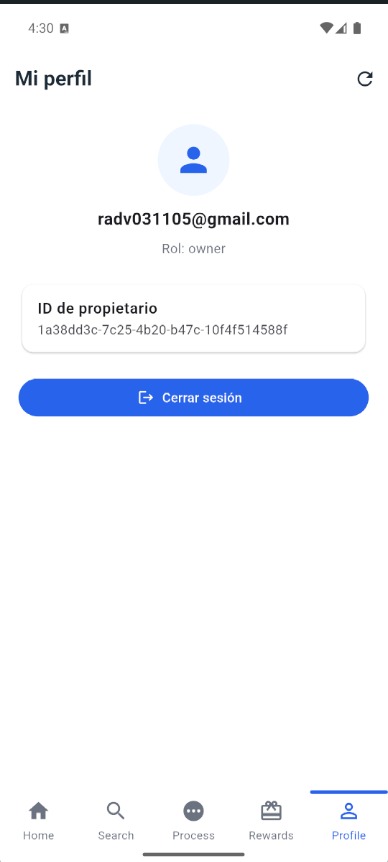 4:30
Mi perfil
radv031105@gmail.com
Rol: owner
ID de propietario
1a38dd3c-7c25-4b20-b47c-10f4f514588f
Cerrar sesión
Home Search Process Rewards Profile